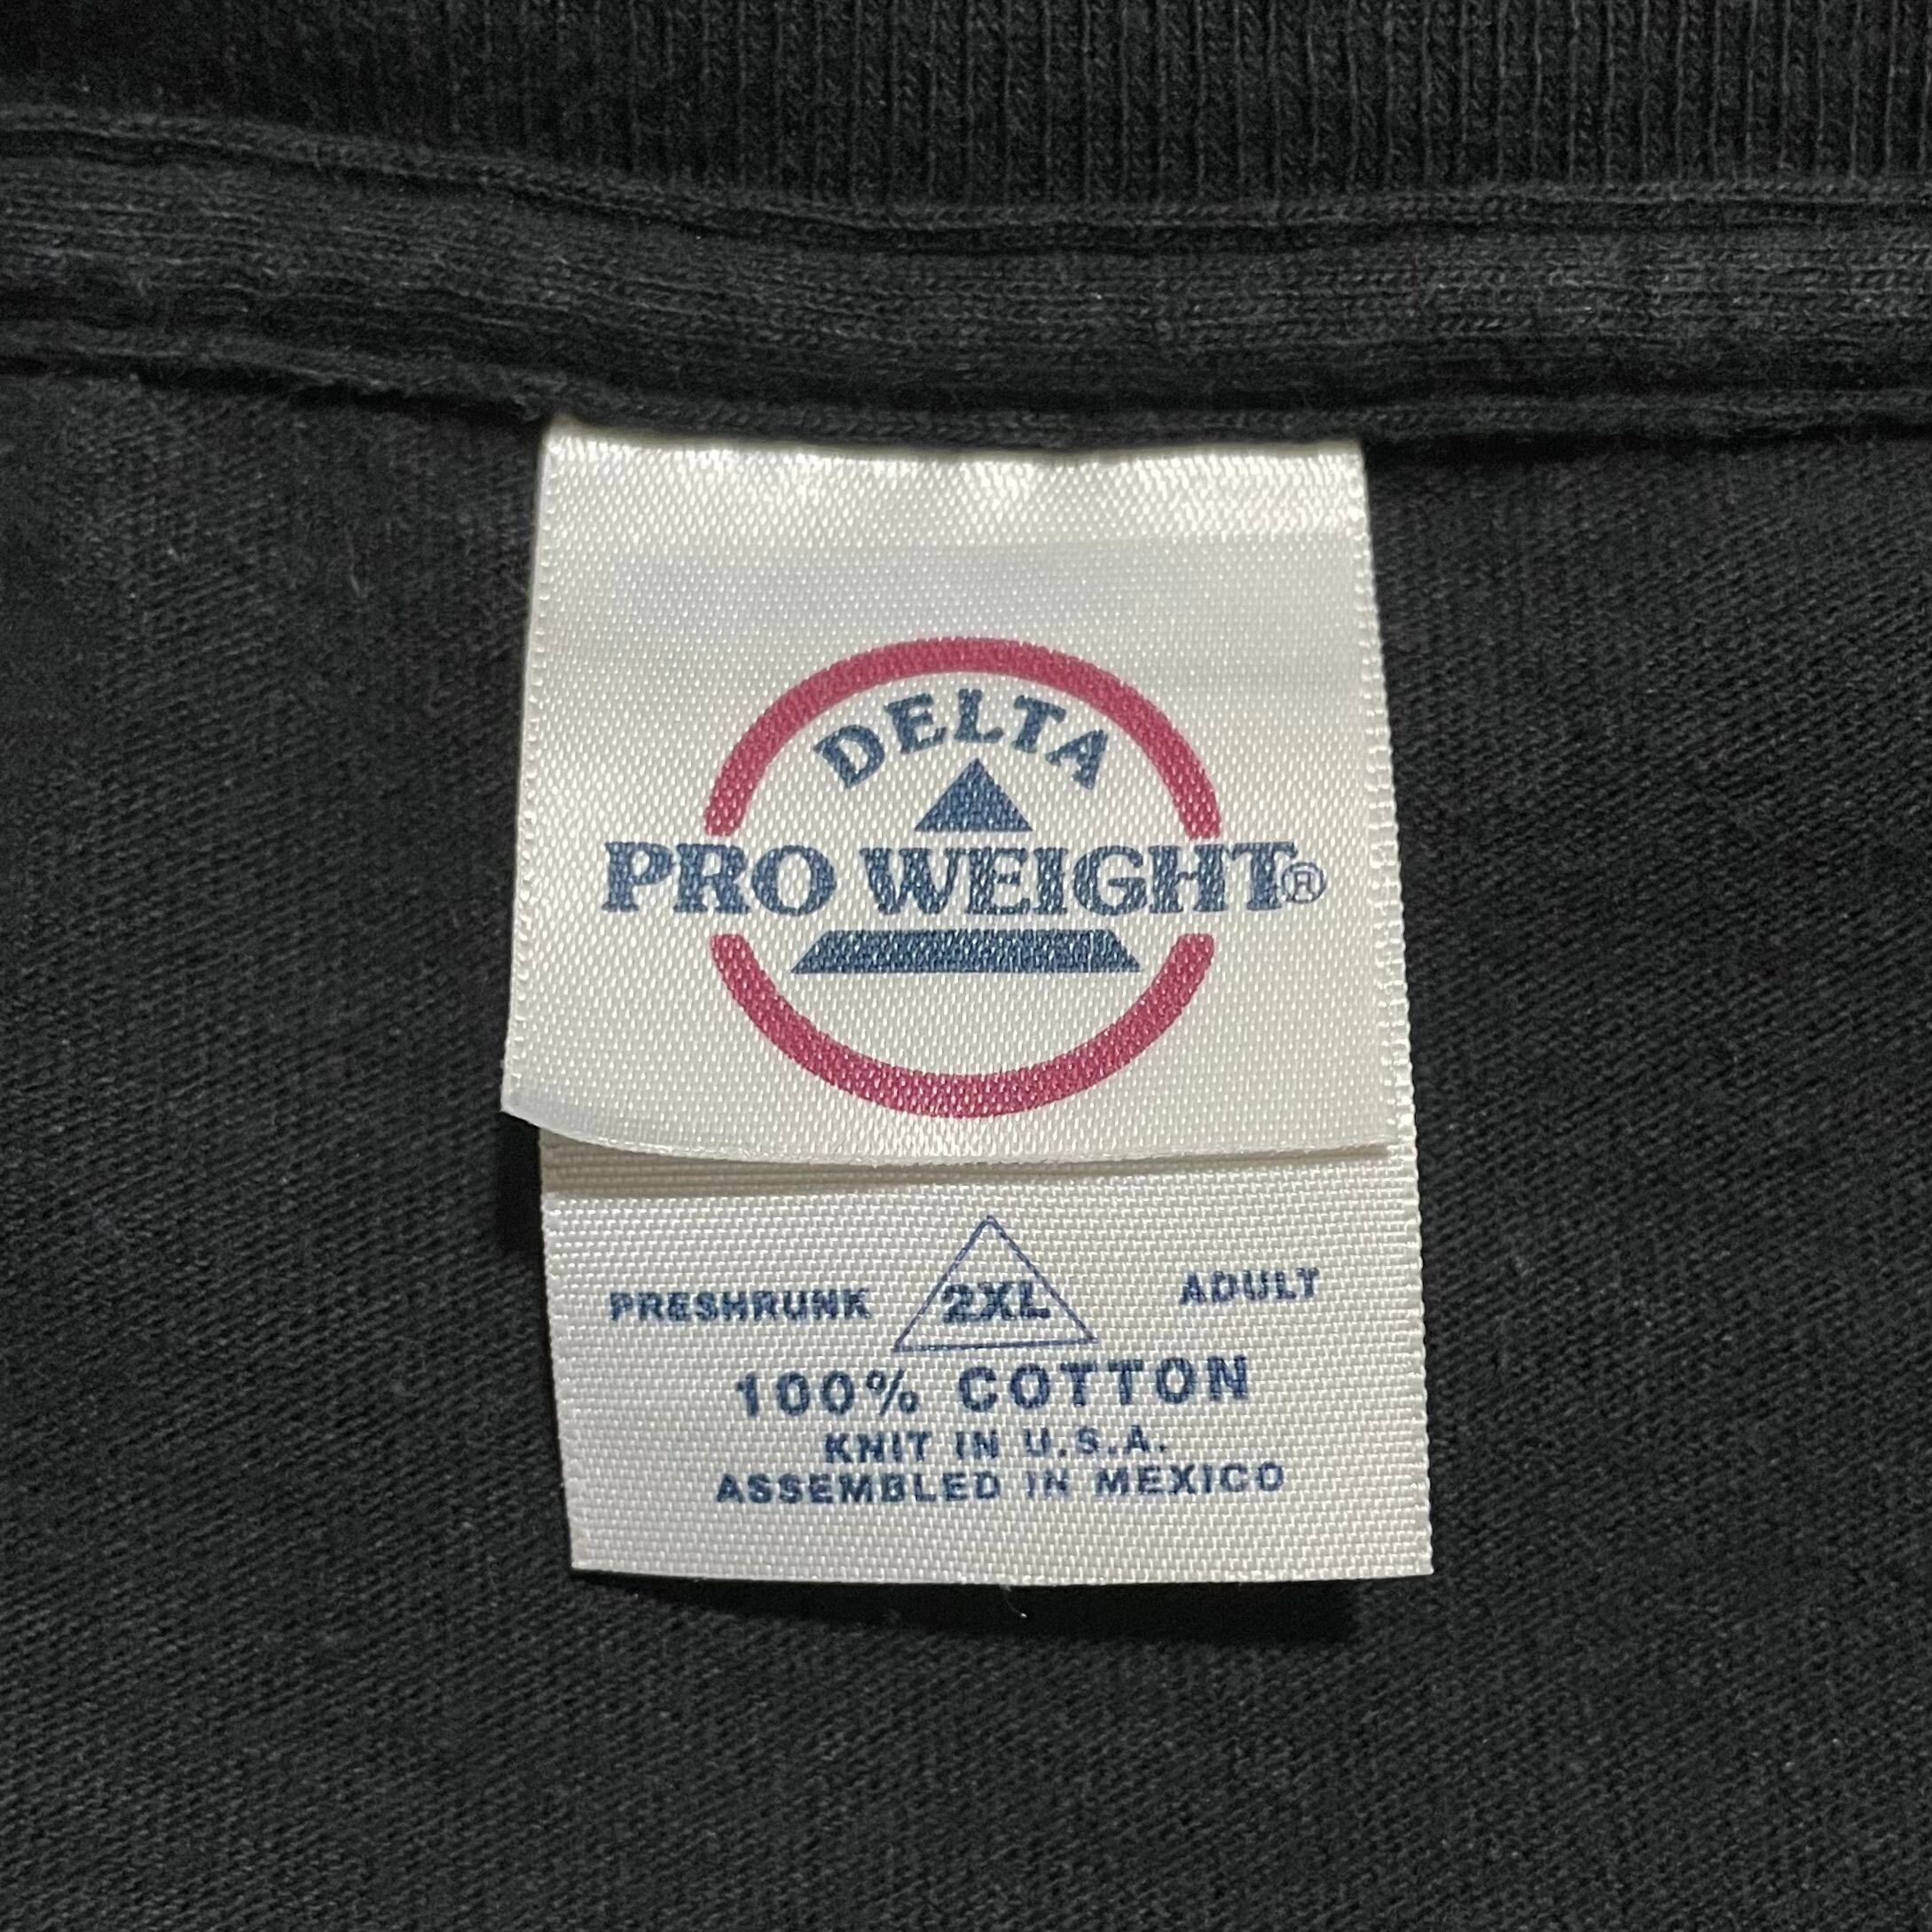 DELTA
PRO WEIGHT®
PRESHRUNK 2XL ADULT
100% COTTON
KNIT IN U.S.A.
ASSEMBLED IN MEXICO